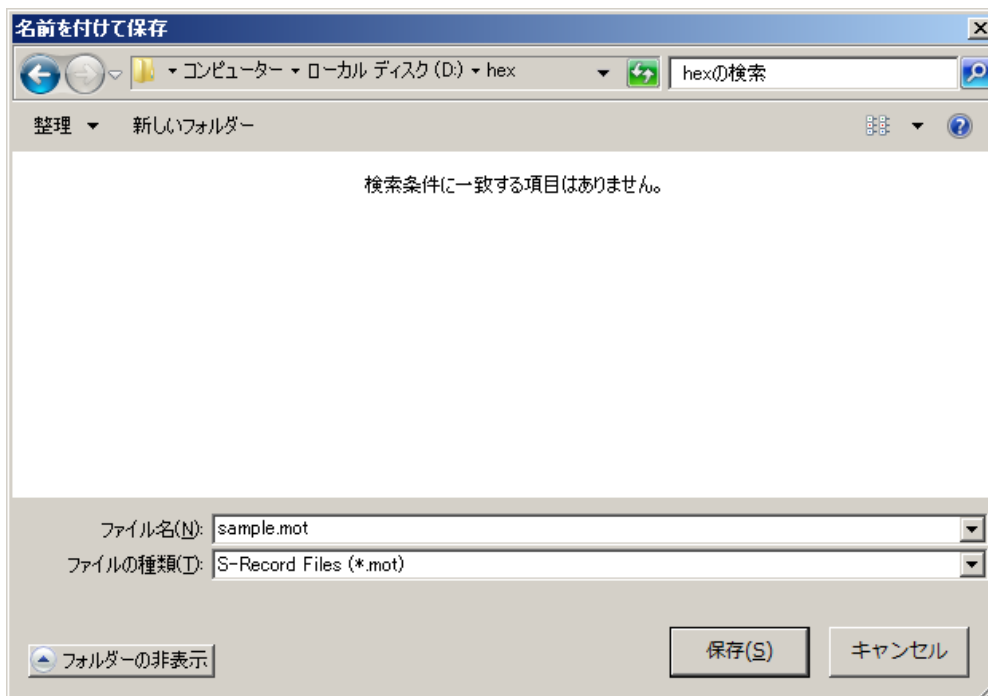 名前を付けて保存
コンピューター ローカル ディスク (D:) hex hexの検索
整理 新しいフォルダー
検索条件に一致する項目はありません。
ファイル名(N): sample.mot
ファイルの種類(T): S-Record Files (*.mot)
フォルダーの非表示 保存(S) キャンセル